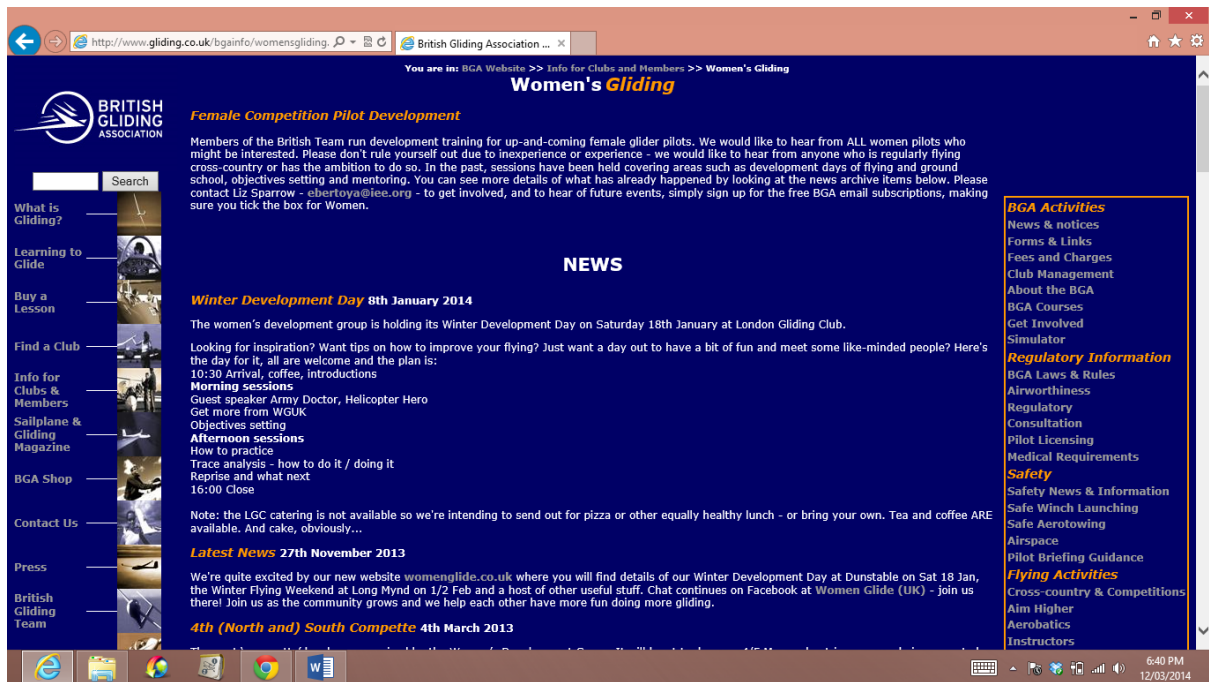 http://www.gliding.co.uk/bgainfo/womensgliding.
British Gliding Association ...
You are in: BGA Website >> Info for Clubs and Members >> Women's Gliding
Women's Gliding
BRITISH
GLIDING
ASSOCIATION
Search
What is
Gliding?
Learning to
Glide
Buy a
Lesson
Find a Club
Info for
Clubs &
Members
Sailplane &
Gliding
Magazine
BGA Shop
Contact Us
Press
British
Gliding
Team
Female Competition Pilot Development
Members of the British Team run development training for up-and-coming female glider pilots. We would like to hear from ALL women pilots who
might be interested. Please don't rule yourself out due to inexperience or experience - we would like to hear from anyone who is regularly flying
cross-country or has the ambition to do so. In the past, sessions have been held covering areas such as development days of flying and ground
school, objectives setting and mentoring. You can see more details of what has already happened by looking at the news archive items below. Please
contact Liz Sparrow - ebertoya@iee.org - to get involved, and to hear of future events, simply sign up for the free BGA email subscriptions, making
sure you tick the box for Women.
NEWS
Winter Development Day 8th January 2014
The women's development group is holding its Winter Development Day on Saturday 18th January at London Gliding Club.
Looking for inspiration? Want tips on how to improve your flying? Just want a day out to have a bit of fun and meet some like-minded people? Here's
the day for it, all are welcome and the plan is:
10:30 Arrival, coffee, introductions
Morning sessions
Guest speaker Army Doctor, Helicopter Hero
Get more from WGUK
Objectives setting
Afternoon sessions
How to practice
Trace analysis - how to do it / doing it
Reprise and what next
16:00 Close
Note: the LGC catering is not available so we're intending to send out for pizza or other equally healthy lunch - or bring your own. Tea and coffee ARE
available. And cake, obviously...
Latest News 27th November 2013
We're quite excited by our new website womenglide.co.uk where you will find details of our Winter Development Day at Dunstable on Sat 18 Jan,
the Winter Flying Weekend at Long Mynd on 1/2 Feb and a host of other useful stuff. Chat continues on Facebook at Women Glide (UK) - join us
there! Join us as the community grows and we help each other have more fun doing more gliding.
4th (North and) South Compette 4th March 2013
BGA Activities
News & notices
Forms & Links
Fees and Charges
Club Management
About the BGA
BGA Courses
Get Involved
Simulator
Regulatory Information
BGA Laws & Rules
Airworthiness
Regulatory
Consultation
Pilot Licensing
Medical Requirements
Safety
Safety News & Information
Safe Winch Launching
Safe Aerotowing
Airspace
Pilot Briefing Guidance
Flying Activities
Cross-country & Competitions
Aim Higher
Aerobatics
Instructors
6:40 PM
12/03/2014